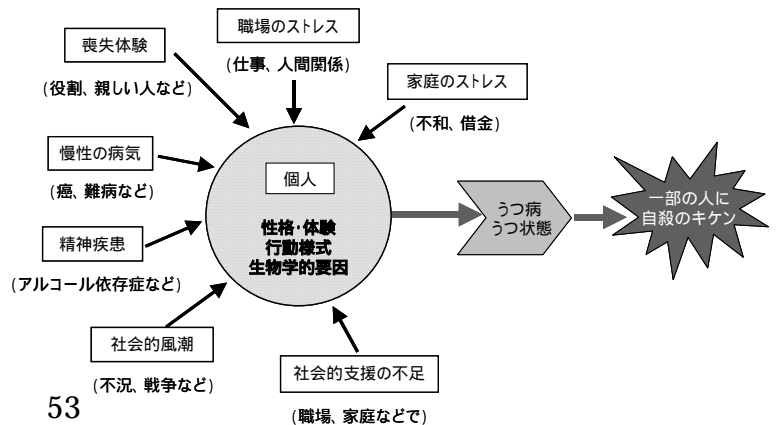 職場のストレス
(仕事、人間関係)
喪失体験
(役割、親しい人など)
家庭のストレス
(不和、借金)
慢性の病気
(癌、難病など)
個人
性格・体験
行動様式
生物学的要因
うつ病
うつ状態
一部の人に
自殺のキケン
精神疾患
(アルコール依存症など)
社会的風潮
(不況、戦争など)
社会的支援の不足
(職場、家庭などで)
53